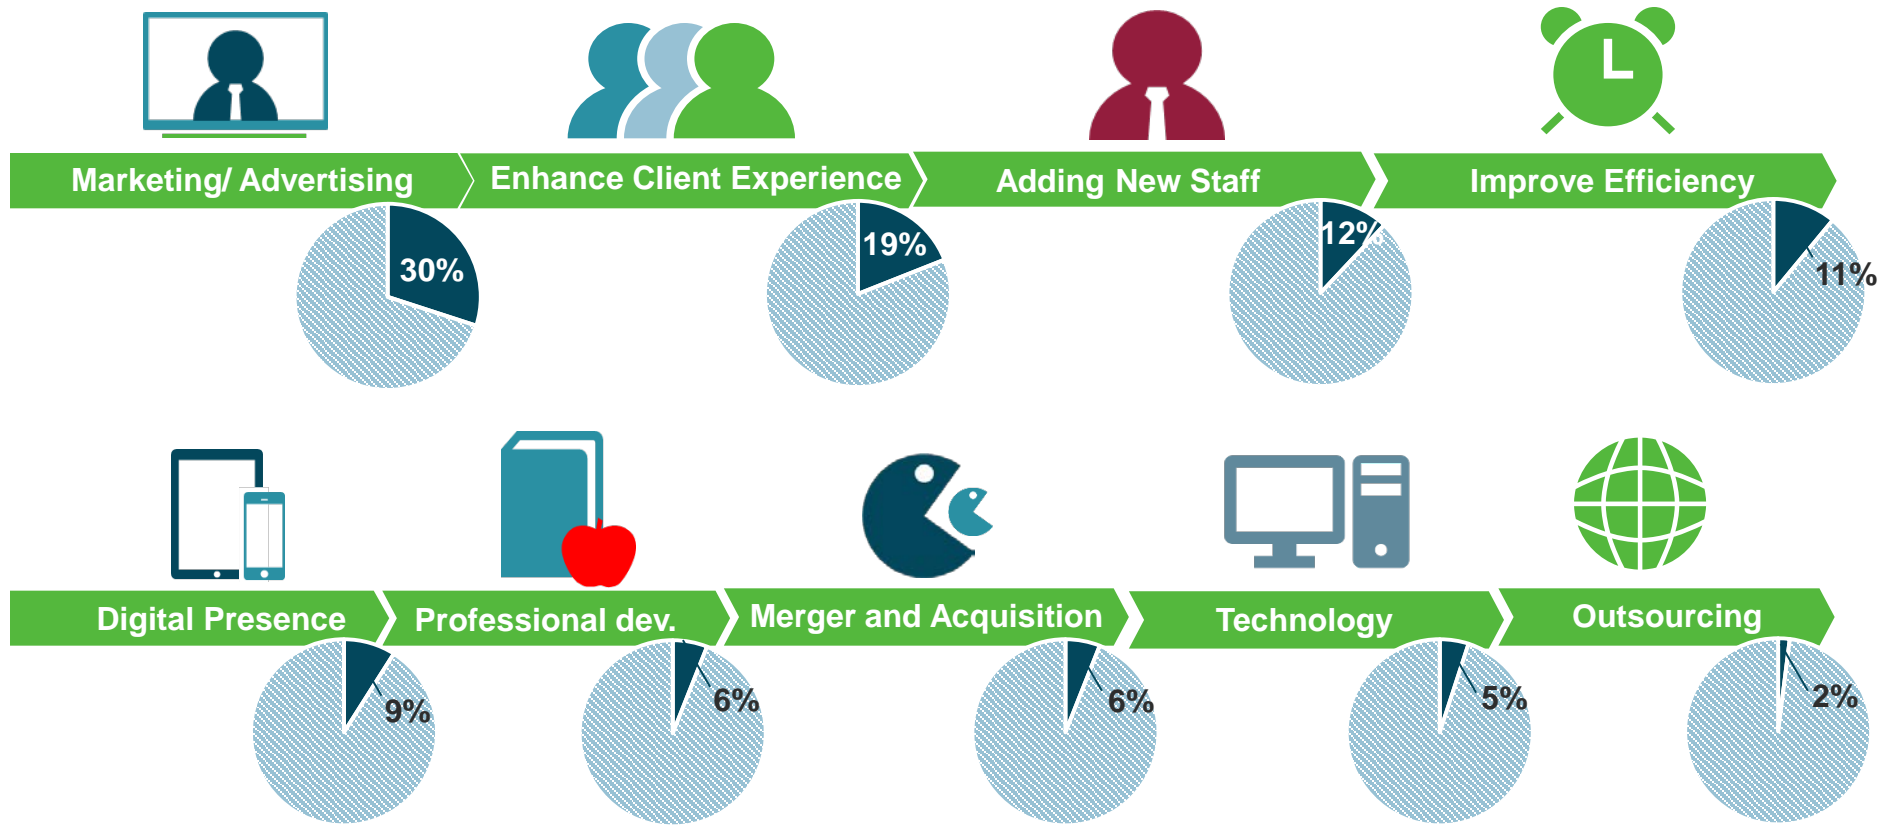 Marketing/ Advertising
Enhance Client Experience
Adding New Staff
Improve Efficiency
30%
19%
12%
11%
Digital Presence
Professional dev.
Merger and Acquisition
Technology
Outsourcing
9%
6%
6%
5%
2%